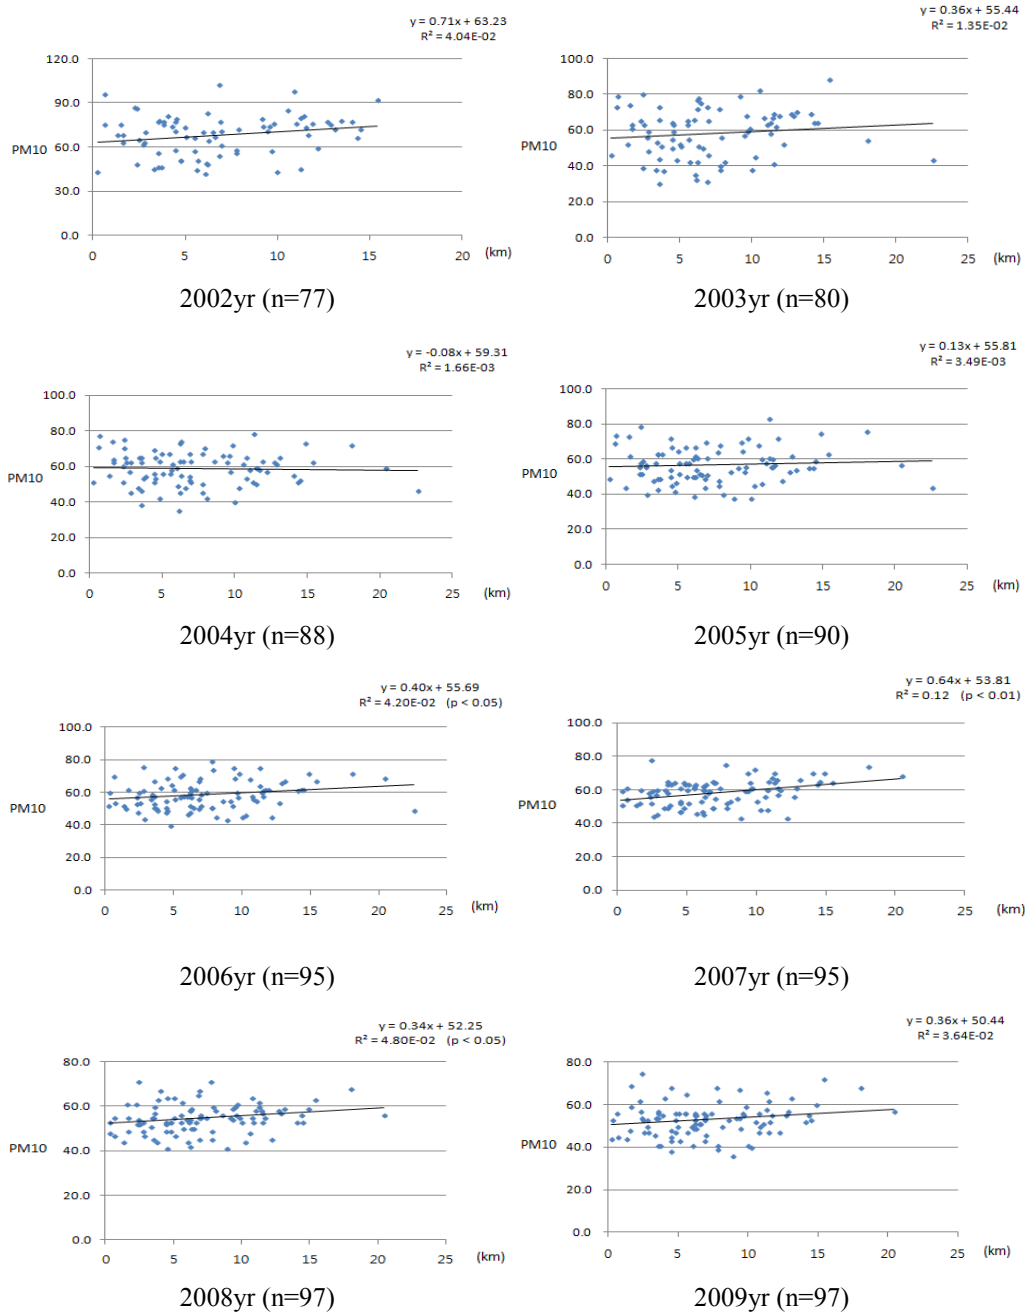 y = 0.71x + 63.23
R² = 4.04E-02
120.0
90.0
PM10
60.0
30.0
0.0
0 5 10 15 20 (km)
2002yr (n=77)
y = 0.36x + 55.44
R² = 1.35E-02
100.0
80.0
PM10
60.0
40.0
20.0
0.0
0 5 10 15 20 25 (km)
2003yr (n=80)
y = -0.08x + 59.31
R² = 1.66E-03
100.0
80.0
PM10
60.0
40.0
20.0
0.0
0 5 10 15 20 25 (km)
2004yr (n=88)
y = 0.13x + 55.81
R² = 3.49E-03
100.0
80.0
PM10
60.0
40.0
20.0
0.0
0 5 10 15 20 25 (km)
2005yr (n=90)
y = 0.40x + 55.69
R² = 4.20E-02 (p < 0.05)
100.0
80.0
60.0
PM10
40.0
20.0
0.0
0 5 10 15 20 25 (km)
2006yr (n=95)
y = 0.64x + 53.81
R² = 0.12 (p < 0.01)
100.0
80.0
60.0
PM10
40.0
20.0
0.0
0 5 10 15 20 25 (km)
2007yr (n=95)
y = 0.34x + 52.25
R² = 4.80E-02 (p < 0.05)
80.0
60.0
PM10
40.0
20.0
0.0
0 5 10 15 20 25 (km)
2008yr (n=97)
y = 0.36x + 50.44
R² = 3.64E-02
80.0
60.0
PM10
40.0
20.0
0.0
0 5 10 15 20 25 (km)
2009yr (n=97)